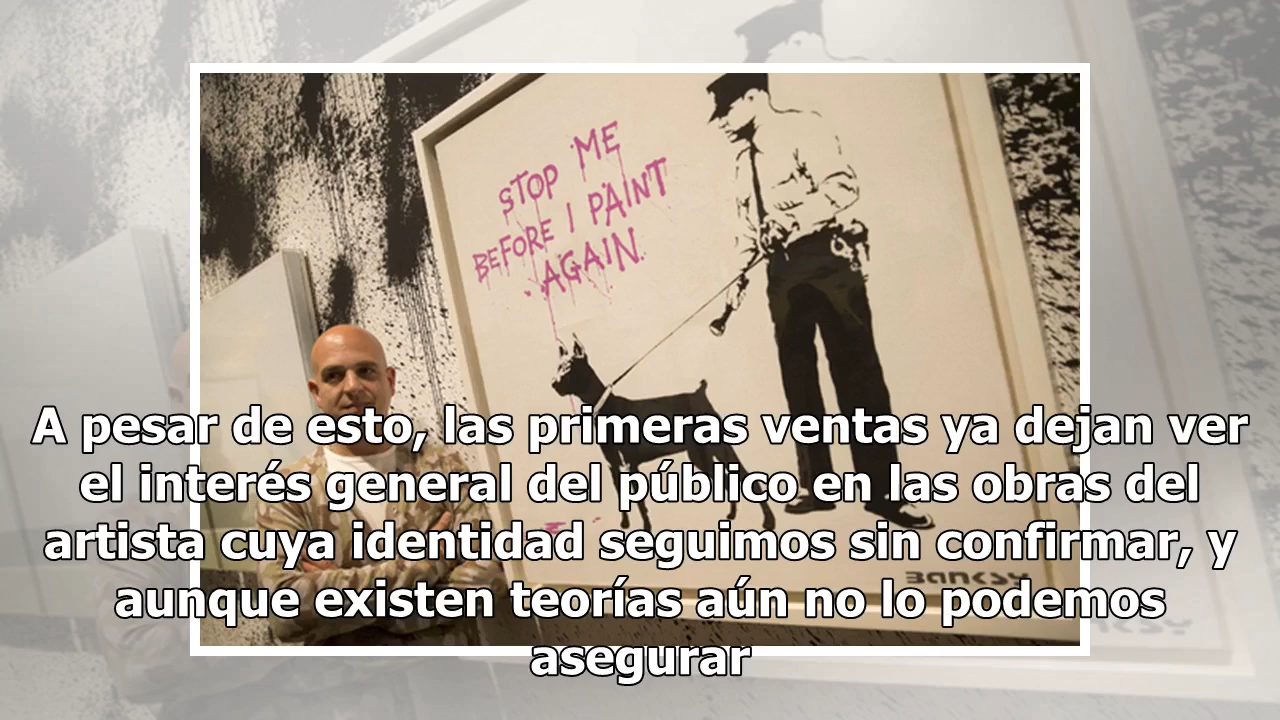 STOP ME
BEFORE I PAINT
AGAIN.
A pesar de esto, las primeras ventas ya dejan ver
el interés general del público en las obras del
artista cuya identidad seguimos sin confirmar, y
aunque existen teorías aún no lo podemos
asegurar
BANKSY